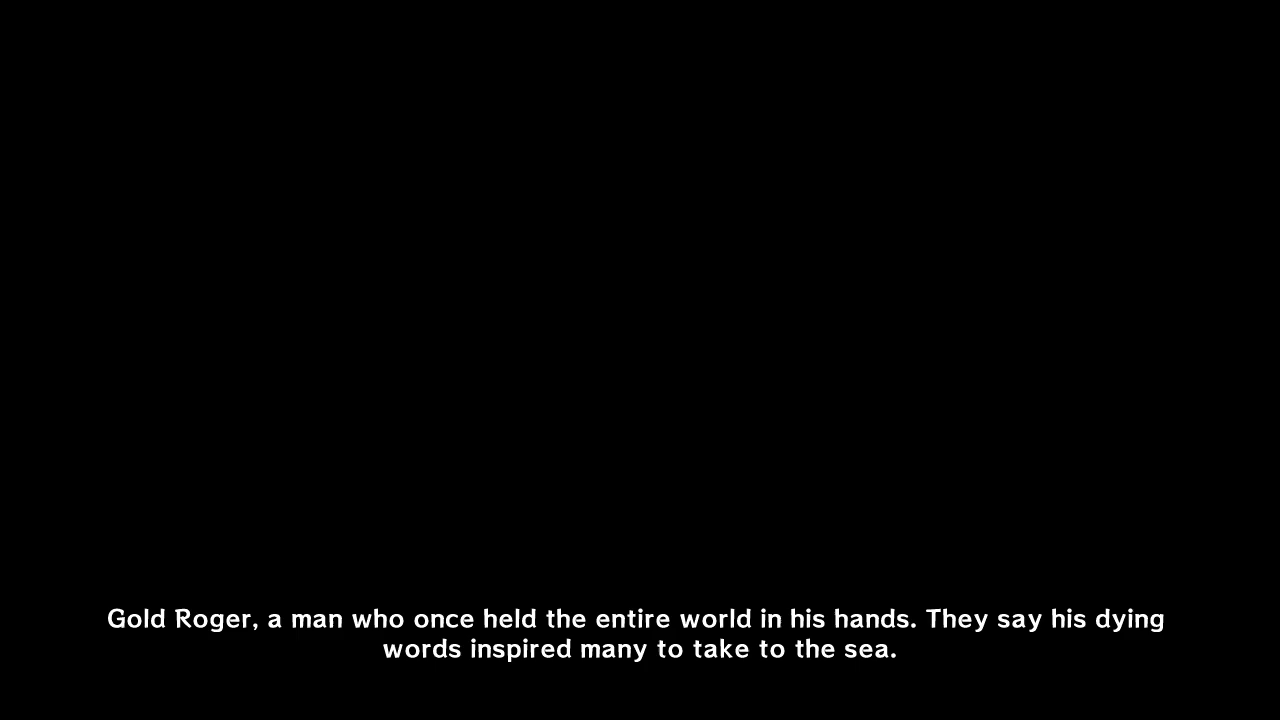 Gold Roger, a man who once held the entire world in his hands. They say his dying
words inspired many to take to the sea.